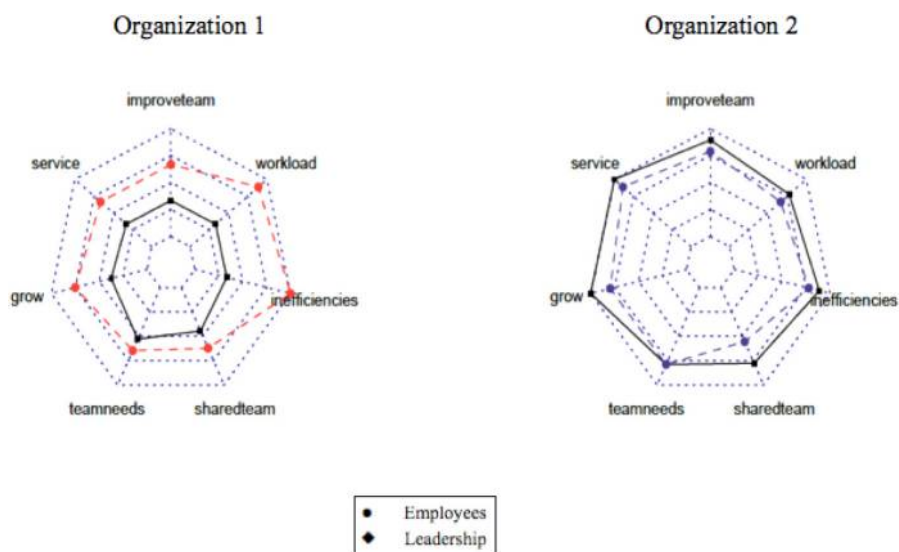 Organization 1
improveteam
service
workload
grow
inefficiencies
teamneeds
sharedteam
Organization 2
improveteam
service
workload
grow
inefficiencies
teamneeds
sharedteam
Employees
Leadership